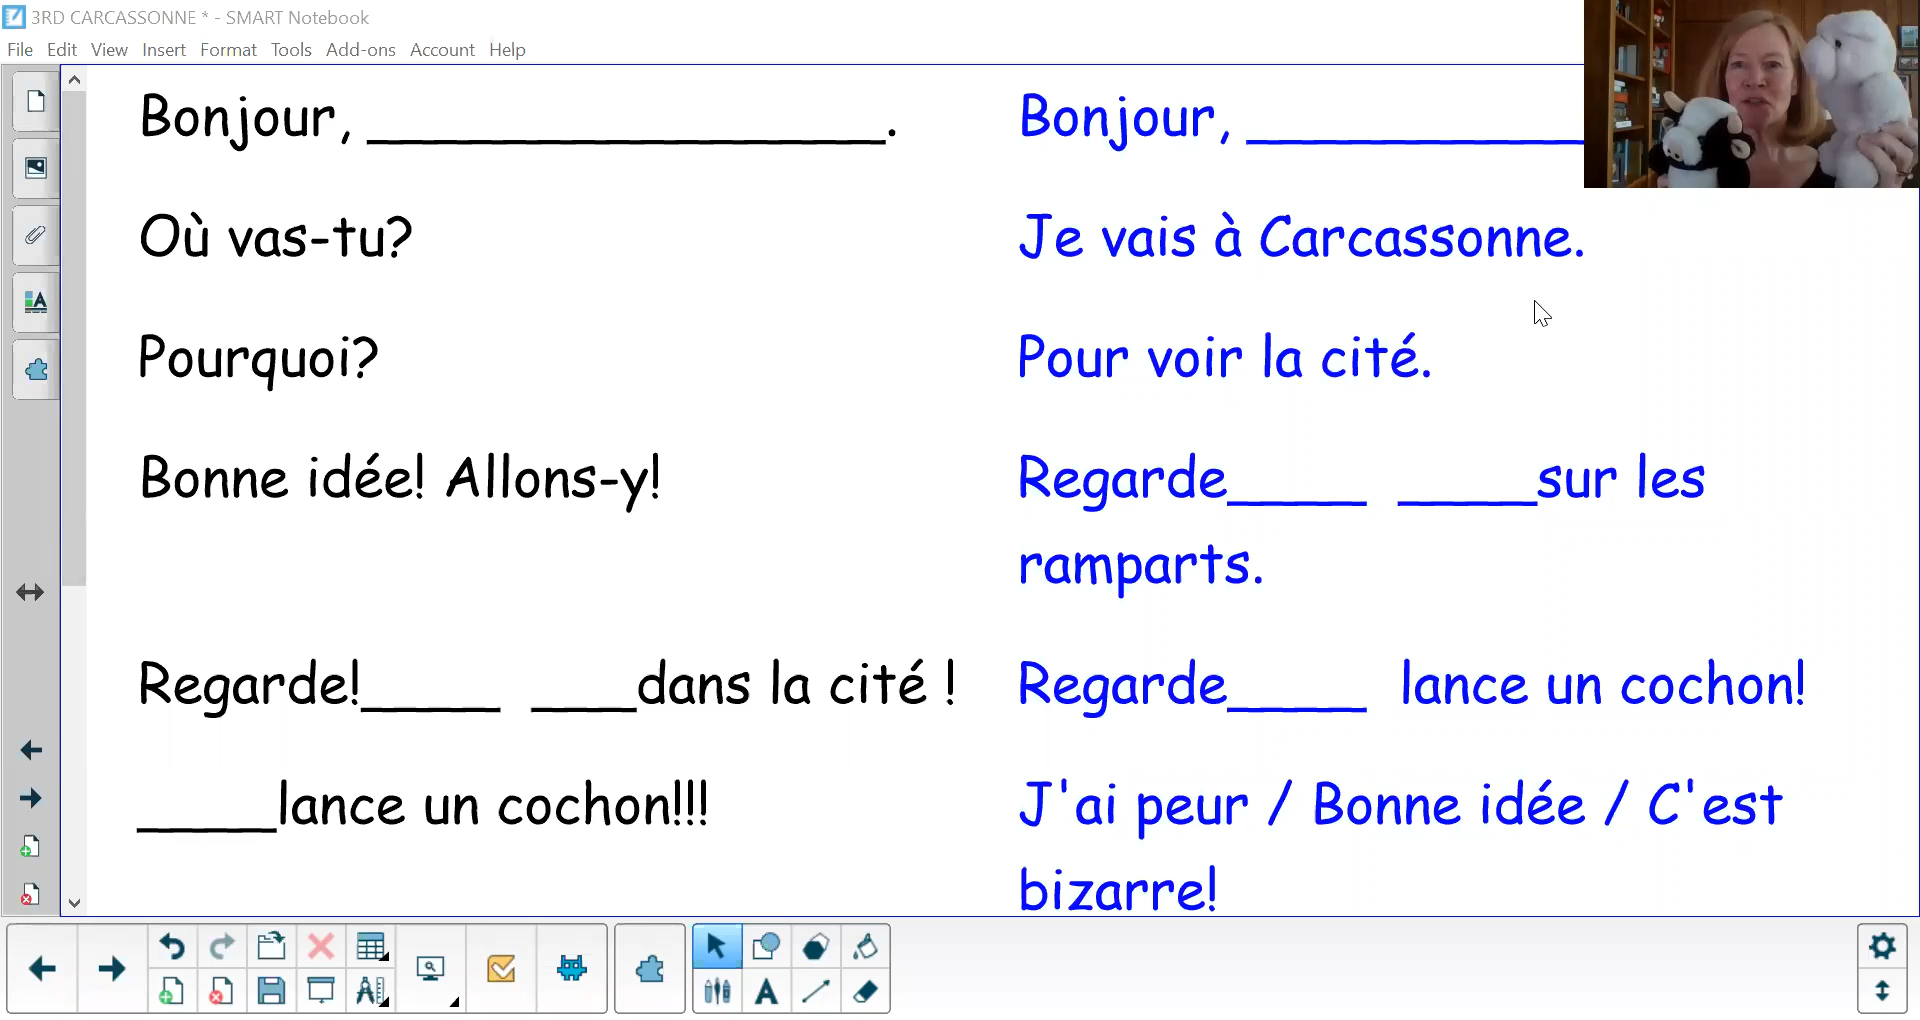 3RD CARCASSONNE * - SMART Notebook
File Edit View Insert Format Tools Add-ons Account Help
Bonjour, _______________.
Bonjour, __________
Où vas-tu?
Je vais à Carcassonne.
Pourquoi?
Pour voir la cité.
Bonne idée! Allons-y!
Regarde____ ____sur les
ramparts.
Regarde!____ ___dans la cité !
Regarde____ lance un cochon!
____lance un cochon!!!
J'ai peur / Bonne idée / C'est
bizarre!